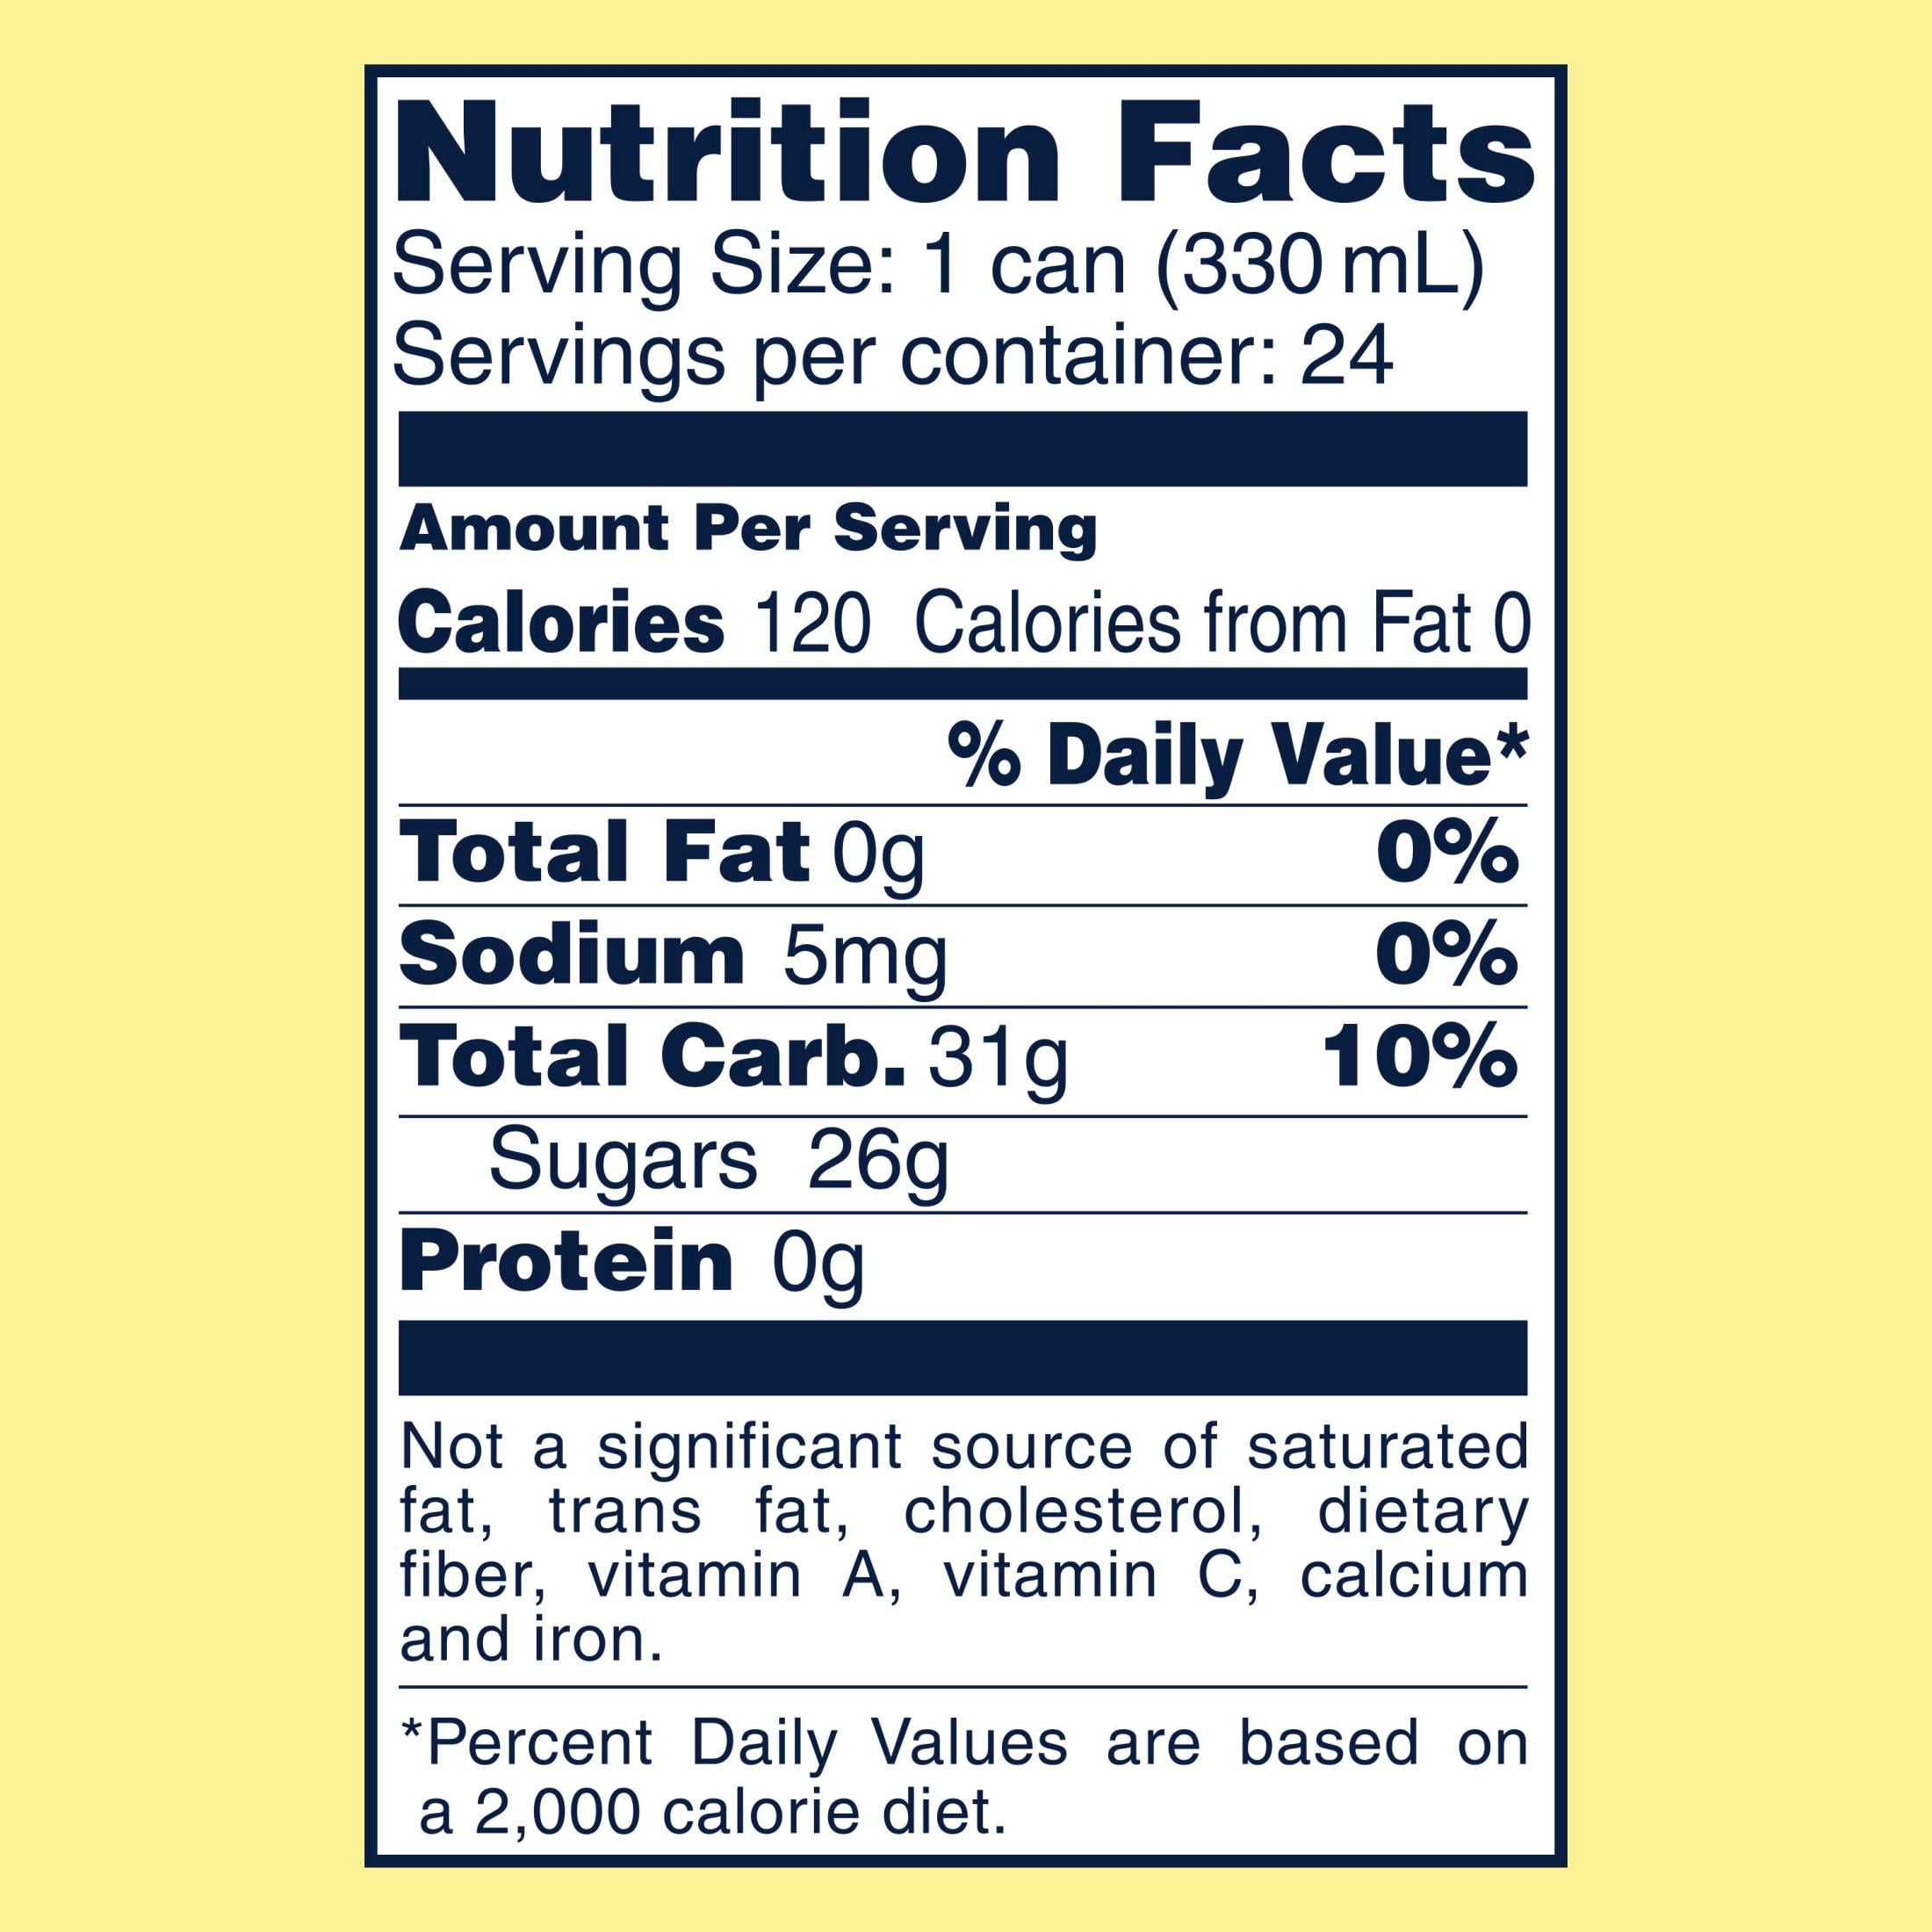 Nutrition Facts
Serving Size: 1 can (330 mL)
Servings per container: 24
Amount Per Serving
Calories 120 Calories from Fat 0
% Daily Value*
Total Fat 0g 0%
Sodium 5mg 0%
Total Carb. 31g 10%
Sugars 26g
Protein 0g
Not a significant source of saturated
fat, trans fat, cholesterol, dietary
fiber, vitamin A, vitamin C, calcium
and iron.
*Percent Daily Values are based on
a 2,000 calorie diet.